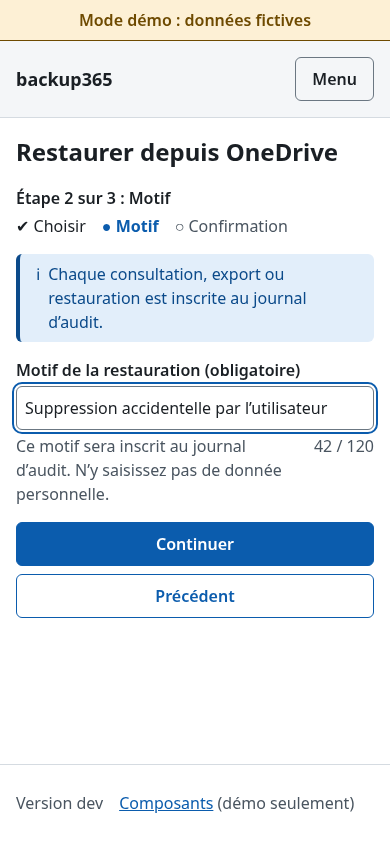 Mode démo : données fictives
backup365
Menu
Restaurer depuis OneDrive
Étape 2 sur 3 : Motif
✔ Choisir ● Motif ○ Confirmation
i Chaque consultation, export ou
restauration est inscrite au journal
d’audit.
Motif de la restauration (obligatoire)
Suppression accidentelle par l’utilisateur
Ce motif sera inscrit au journal
d’audit. N’y saisissez pas de donnée
personnelle.
42 / 120
Continuer
Précédent
Version dev Composants (démo seulement)